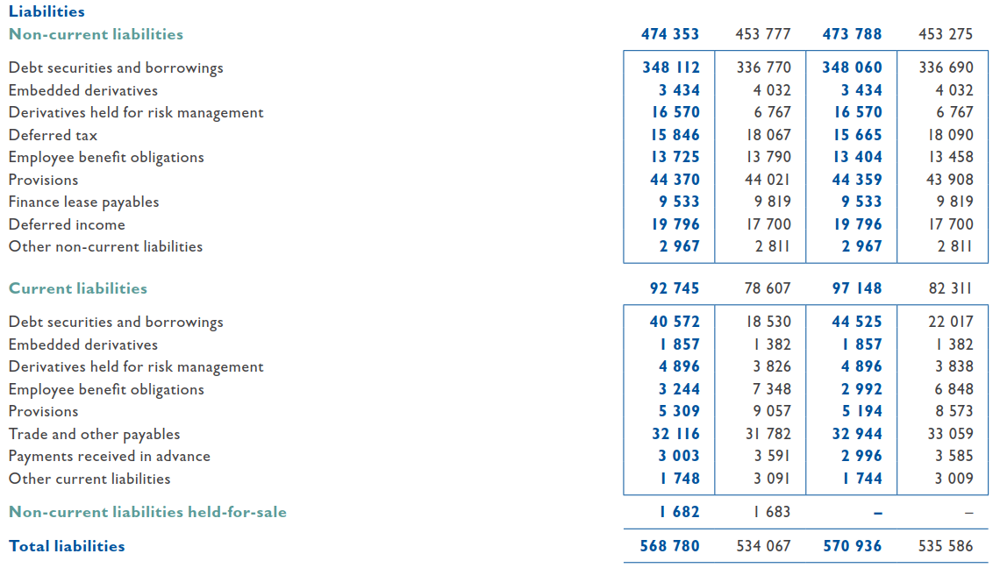 Liabilities
Non-current liabilities 474 353 453 777 473 788 453 275
Debt securities and borrowings 348 112 336 770 348 060 336 690
Embedded derivatives 3 434 4 032 3 434 4 032
Derivatives held for risk management 16 570 6 767 16 570 6 767
Deferred tax 15 846 18 067 15 665 18 090
Employee benefit obligations 13 725 13 790 13 404 13 458
Provisions 44 370 44 021 44 359 43 908
Finance lease payables 9 533 9 819 9 533 9 819
Deferred income 19 796 17 700 19 796 17 700
Other non-current liabilities 2 967 2 811 2 967 2 811
Current liabilities 92 745 78 607 97 148 82 311
Debt securities and borrowings 40 572 18 530 44 525 22 017
Embedded derivatives 1 857 1 382 1 857 1 382
Derivatives held for risk management 4 896 3 826 4 896 3 838
Employee benefit obligations 3 244 7 348 2 992 6 848
Provisions 5 309 9 057 5 194 8 573
Trade and other payables 32 116 31 782 32 944 33 059
Payments received in advance 3 003 3 591 2 996 3 585
Other current liabilities 1 748 3 091 1 744 3 009
Non-current liabilities held-for-sale 1 682 1 683 – –
Total liabilities 568 780 534 067 570 936 535 586